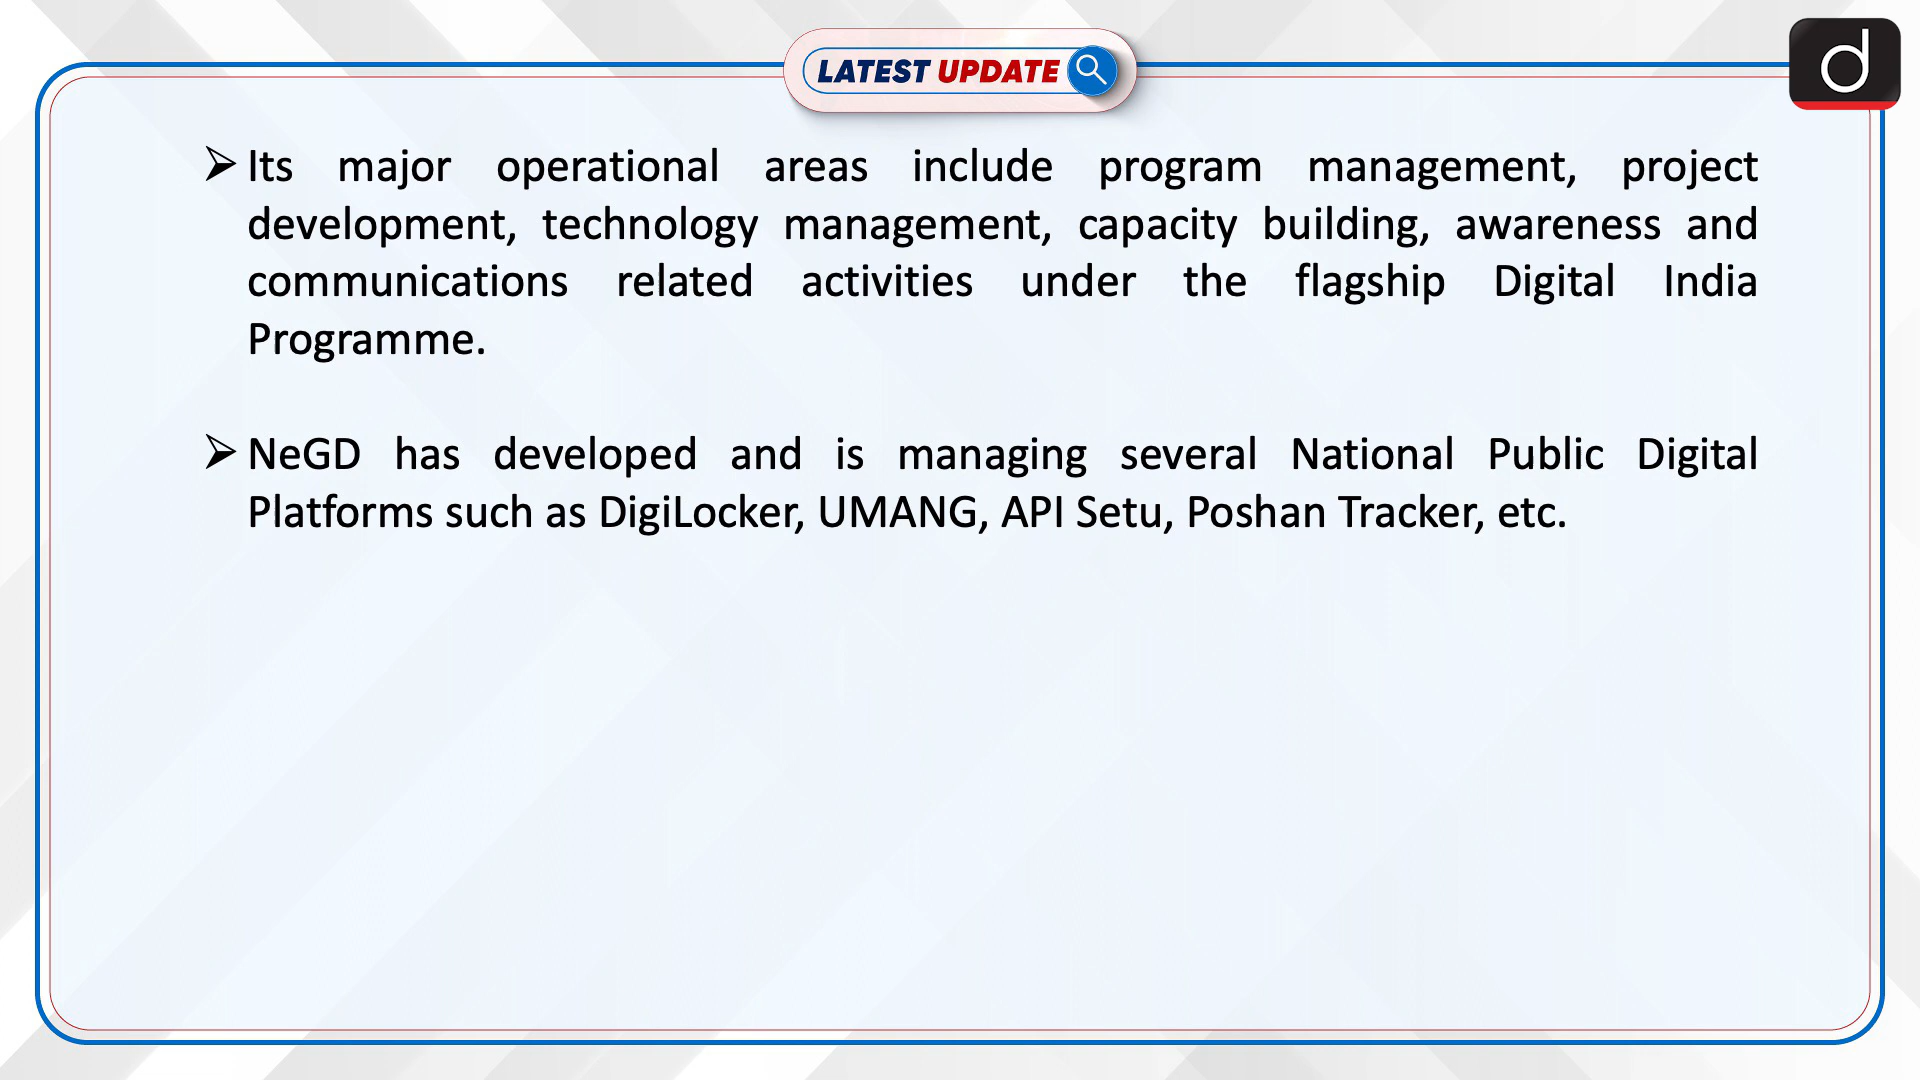 LATEST UPDATE
d
➢ Its major operational areas include program management, project
development, technology management, capacity building, awareness and
communications related activities under the flagship Digital India
Programme.
➢ NeGD has developed and is managing several National Public Digital
Platforms such as DigiLocker, UMANG, API Setu, Poshan Tracker, etc.